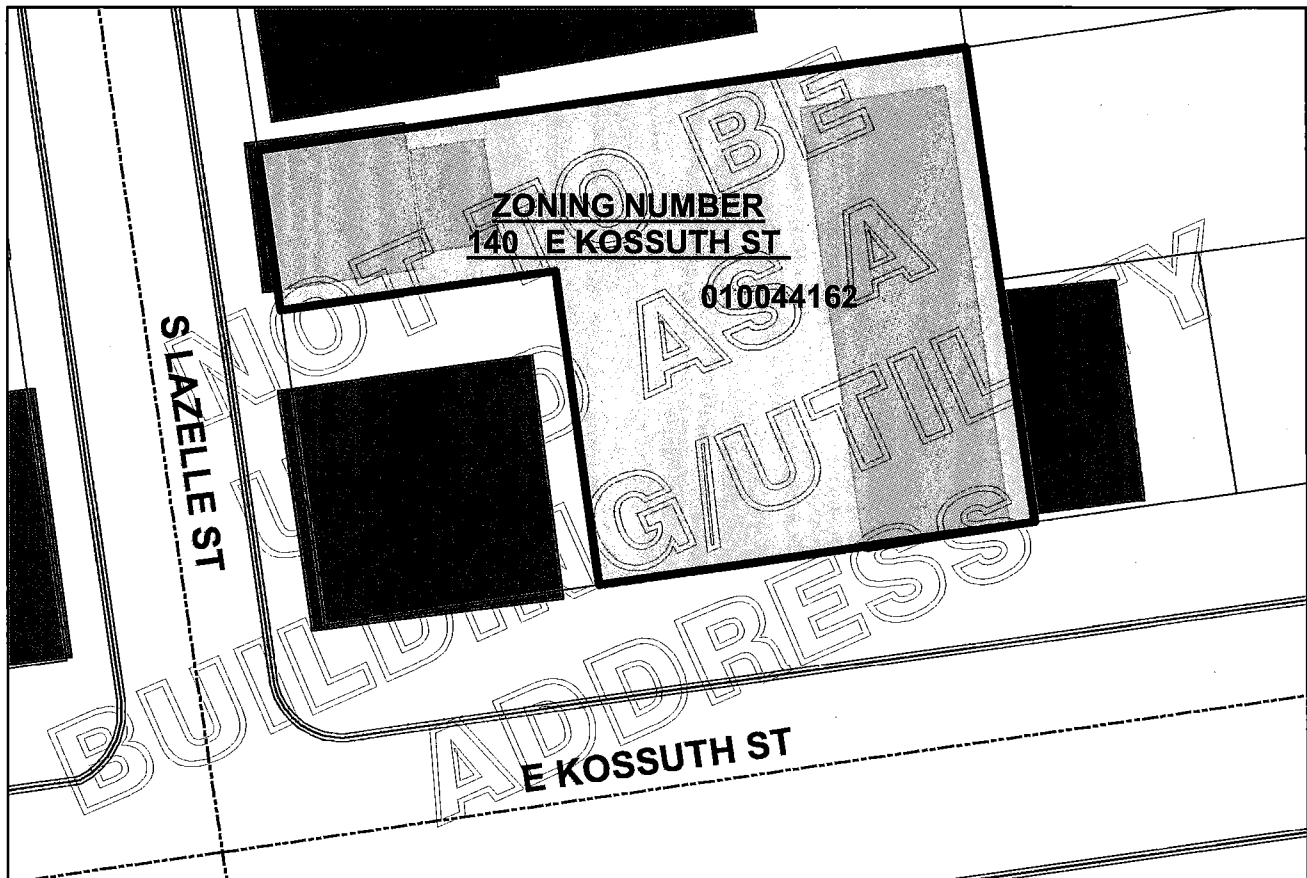 ZONING NUMBER
140 E KOSSUTH ST
010044162
S LAZELLE ST
E KOSSUTH ST
NOT TO BE
USED AS A
BUILDING/UTILITY
ADDRESS